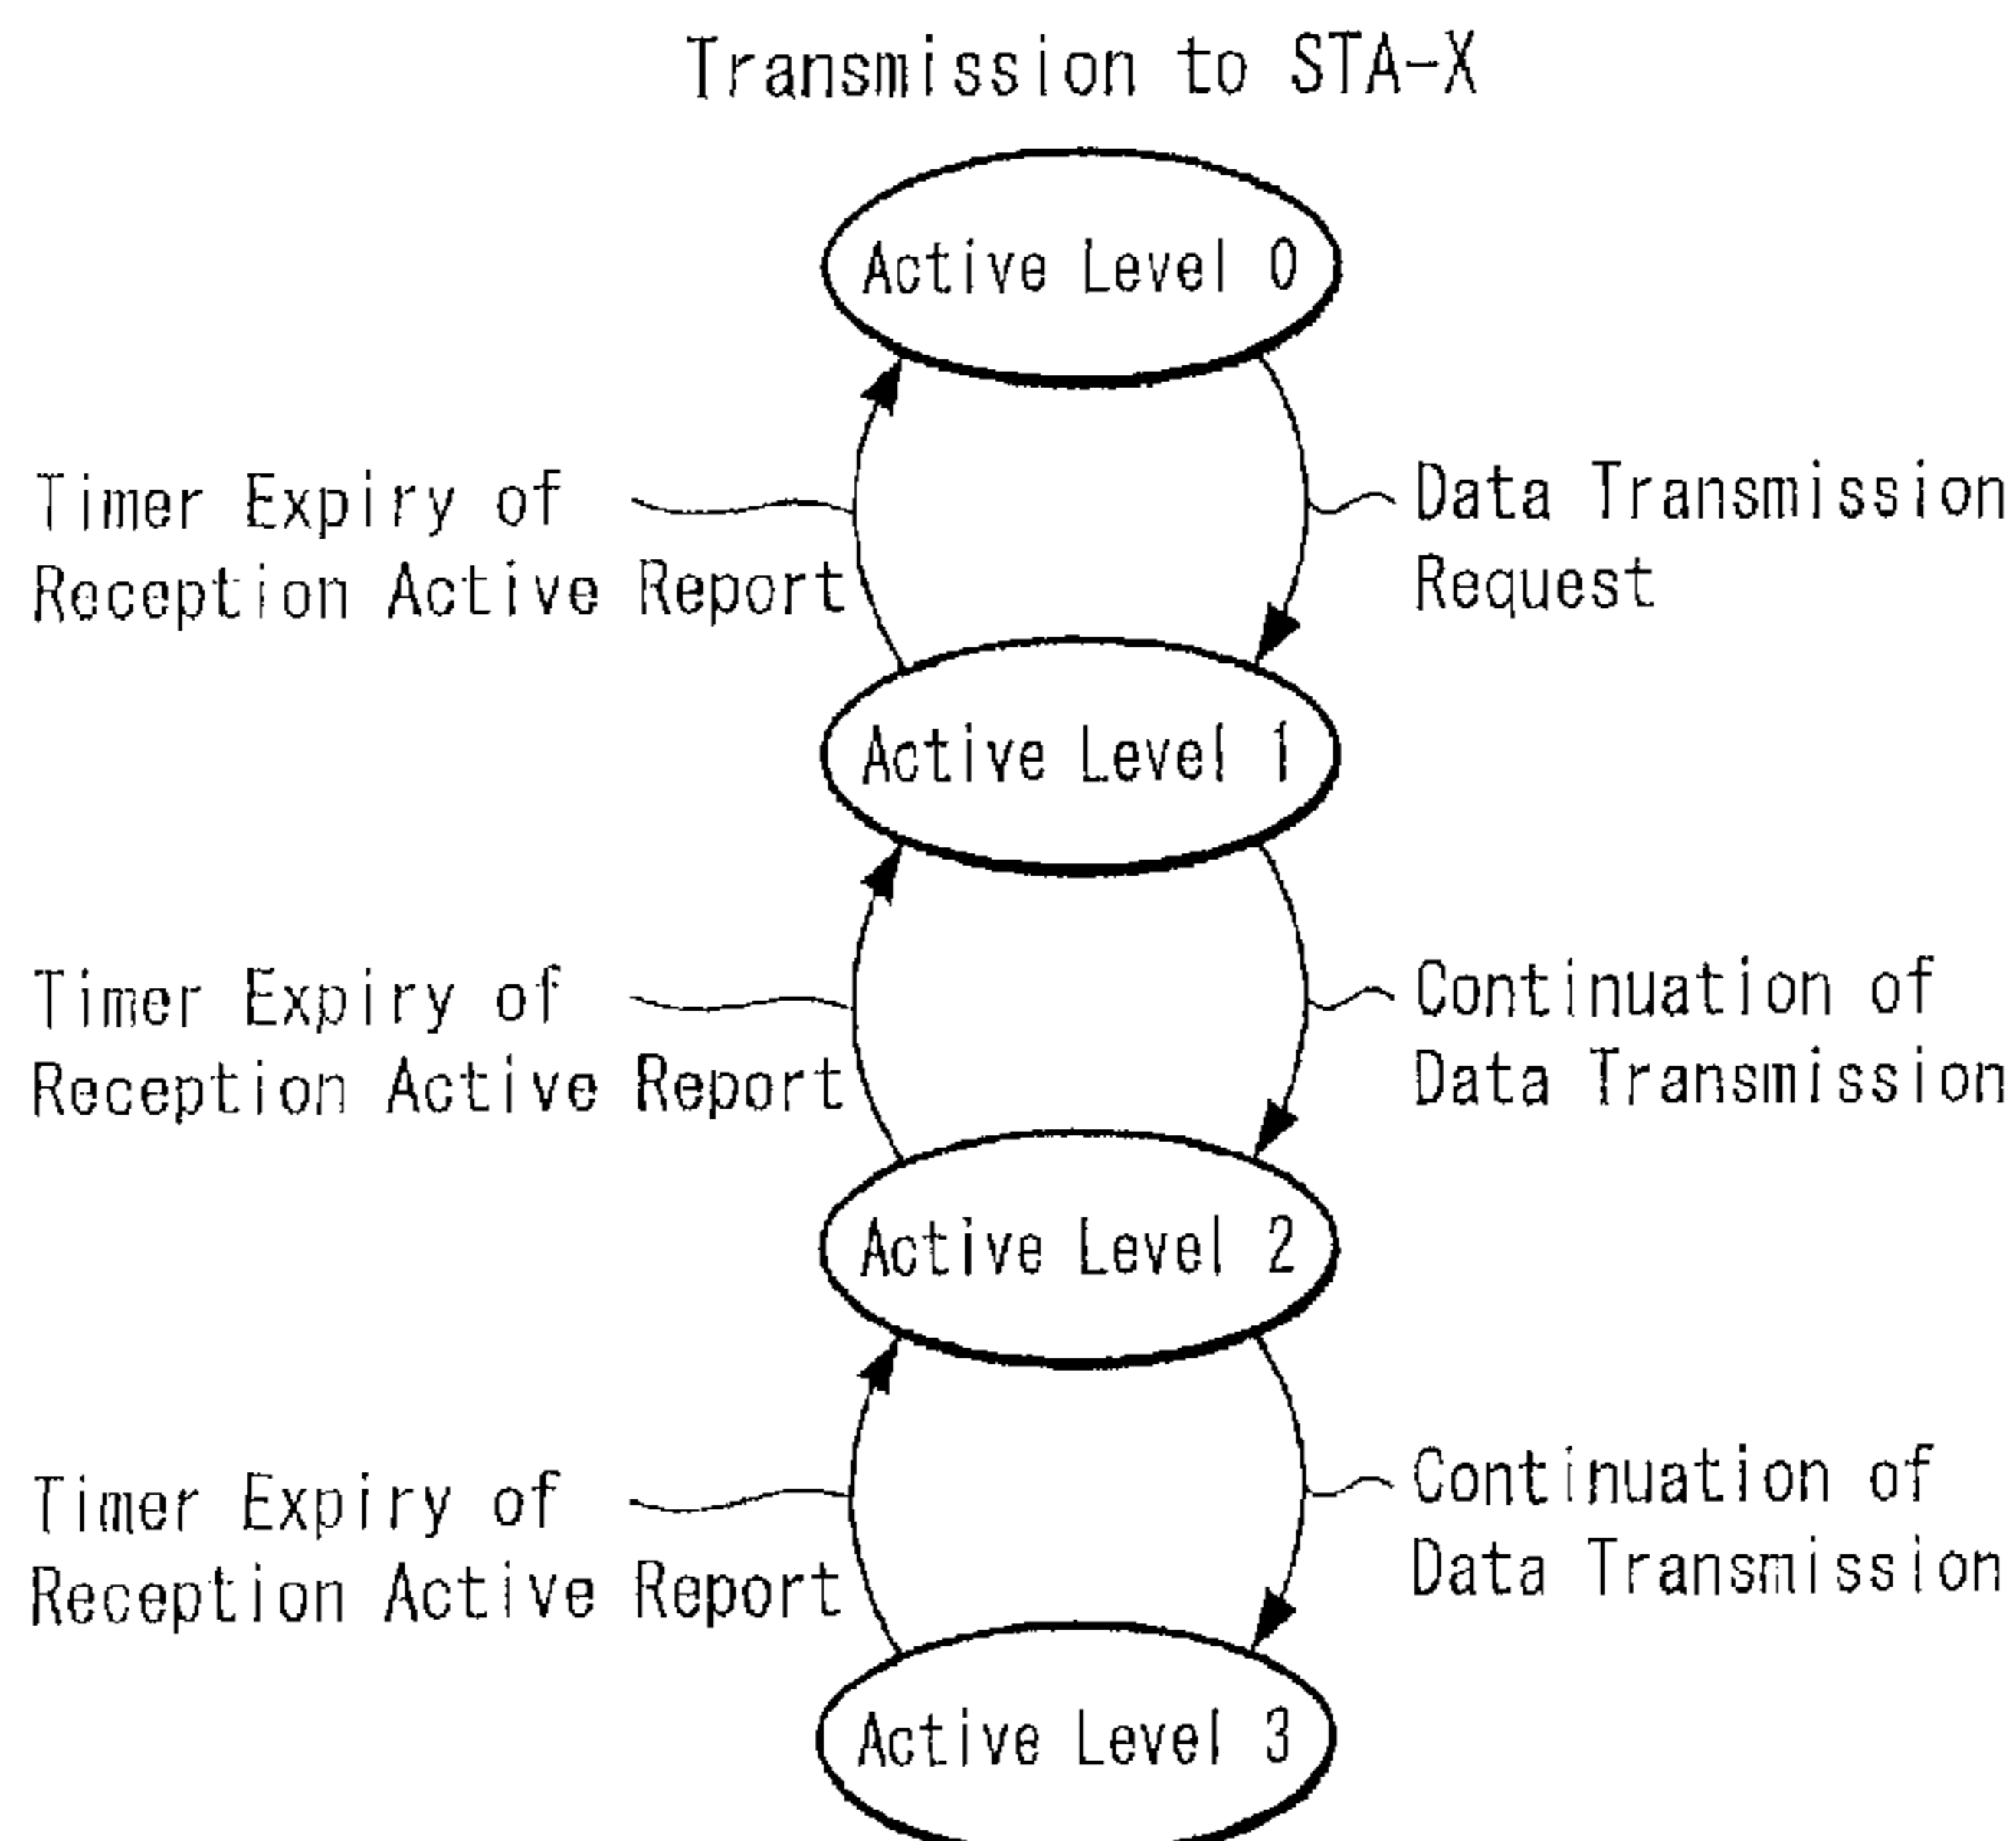 Transmission to STA-X
Active Level 0
Timer Expiry of
Reception Active Report
Data Transmission
Request
Active Level 1
Timer Expiry of
Reception Active Report
Continuation of
Data Transmission
Active Level 2
Timer Expiry of
Reception Active Report
Continuation of
Data Transmission
Active Level 3